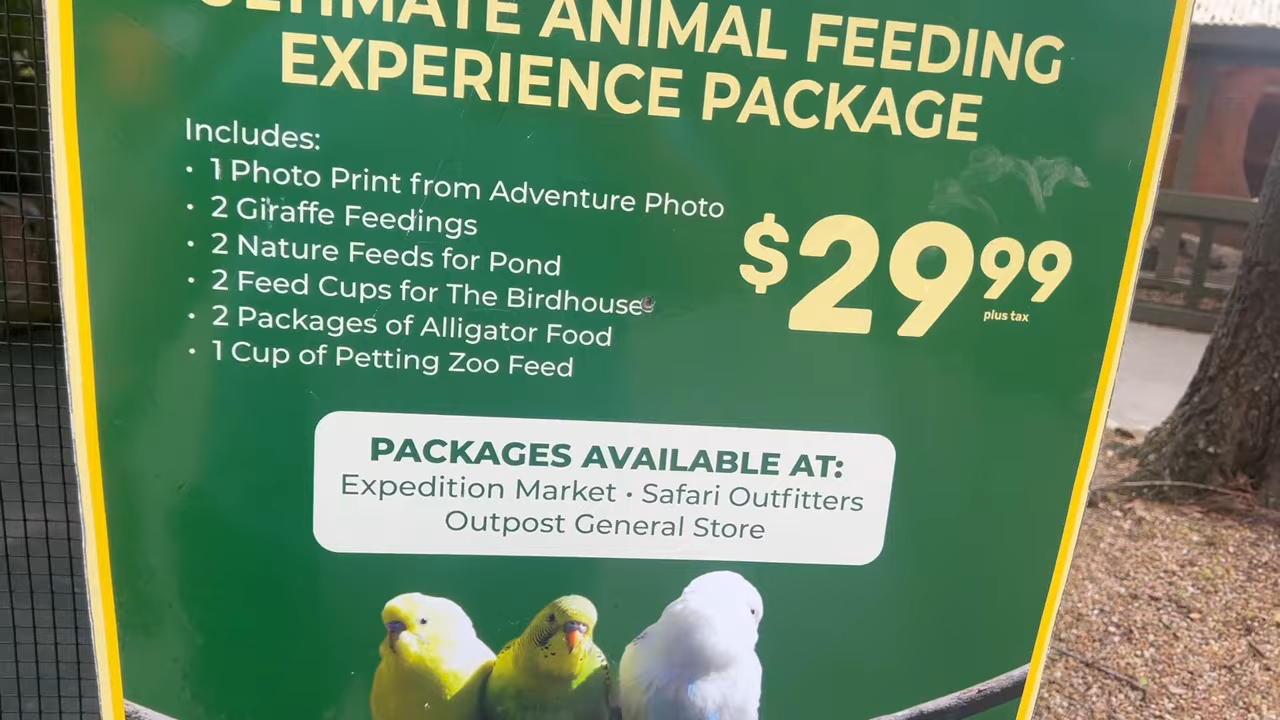 ULTIMATE ANIMAL FEEDING
EXPERIENCE PACKAGE
Includes:
• 1 Photo Print from Adventure Photo
• 2 Giraffe Feedings
• 2 Nature Feeds for Pond
• 2 Feed Cups for The Birdhouse
• 2 Packages of Alligator Food
• 1 Cup of Petting Zoo Feed
$29 99
plus tax
PACKAGES AVAILABLE AT:
Expedition Market • Safari Outfitters
Outpost General Store